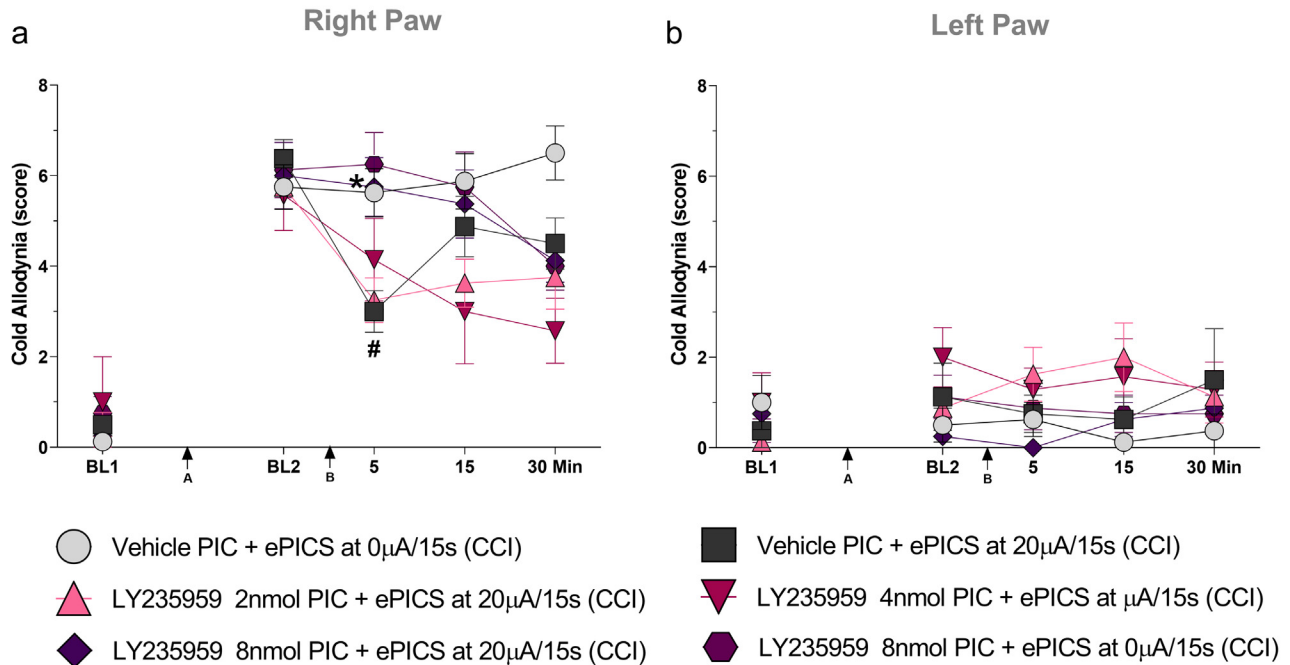 a
Right Paw
b
Left Paw
Cold Allodynia (score)
8
6
4
2
0
*
#
BL1
A
BL2
B
5
15
30 Min
Cold Allodynia (score)
8
6
4
2
0
BL1
A
BL2
B
5
15
30 Min
Vehicle PIC + ePICS at 0μA/15s (CCI)
Vehicle PIC + ePICS at 20μA/15s (CCI)
LY235959 2nmol PIC + ePICS at 20μA/15s (CCI)
LY235959 4nmol PIC + ePICS at μA/15s (CCI)
LY235959 8nmol PIC + ePICS at 20μA/15s (CCI)
LY235959 8nmol PIC + ePICS at 0μA/15s (CCI)